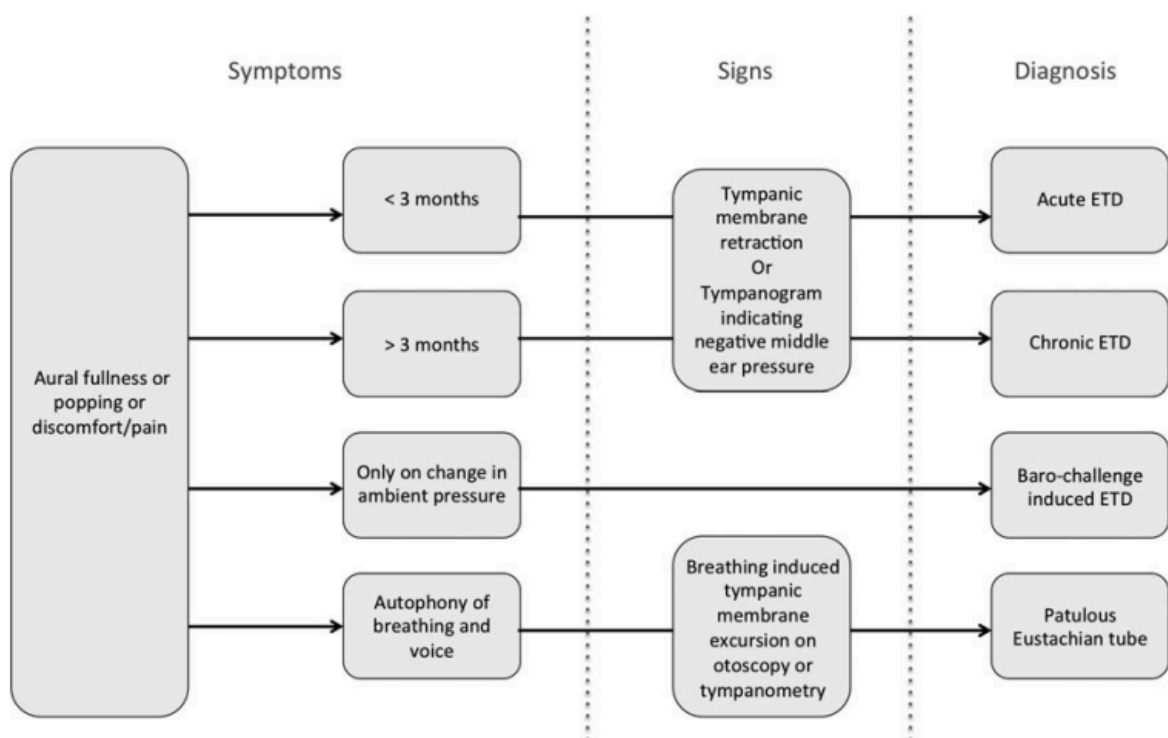 Symptoms
Signs
Diagnosis
Aural fullness or
popping or
discomfort/pain
< 3 months
> 3 months
Only on change in
ambient pressure
Autophony of
breathing and
voice
Tympanic
membrane
retraction
Or
Tympanogram
indicating
negative middle
ear pressure
Breathing induced
tympanic
membrane
excursion on
otoscopy or
tympanometry
Acute ETD
Chronic ETD
Baro-challenge
induced ETD
Patulous
Eustachian tube